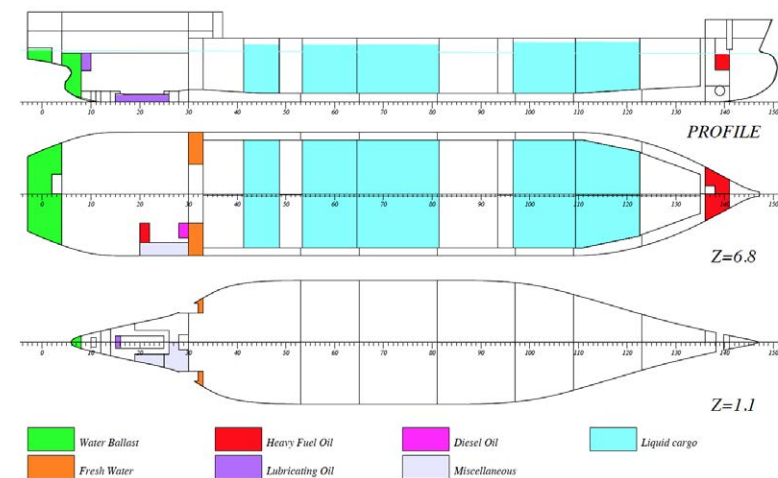 0 10 20 30 40 50 60 70 80 90 100 110 120 130 140 150
PROFILE
0 10 20 30 40 50 60 70 80 90 100 110 120 130 140 150
Z=6.8
0 10 20 30 40 50 60 70 80 90 100 110 120 130 140 150
Z=1.1
Water Ballast Heavy Fuel Oil Diesel Oil Liquid cargo
Fresh Water Lubricating Oil Miscellaneous